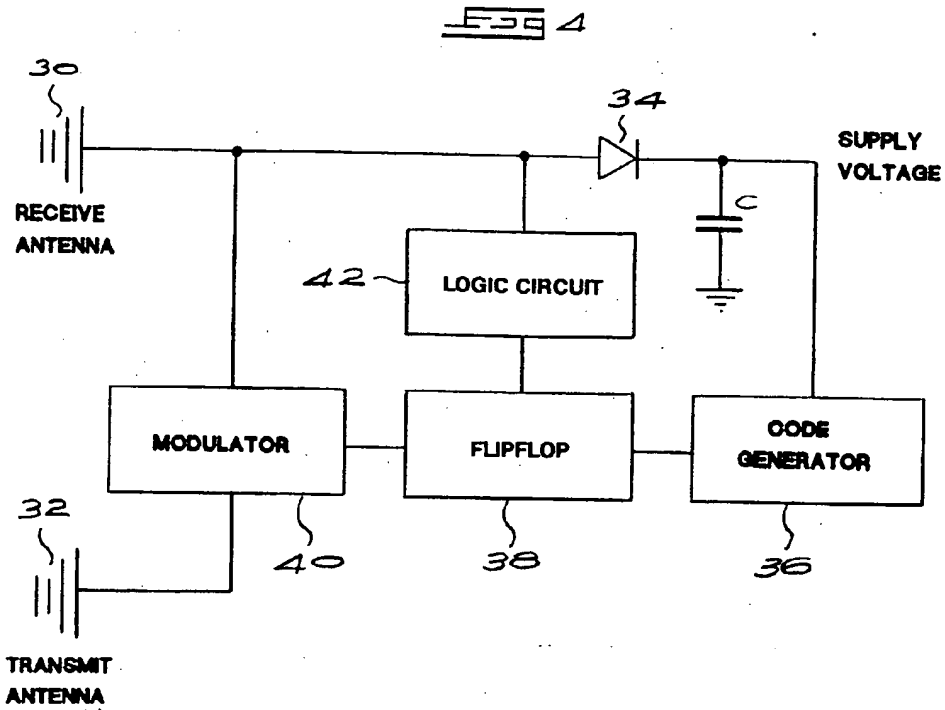 Fig 4
30
34
SUPPLY
VOLTAGE
C
RECEIVE
ANTENNA
42
LOGIC CIRCUIT
MODULATOR
FLIPFLOP
CODE
GENERATOR
32
40
38
36
TRANSMIT
ANTENNA